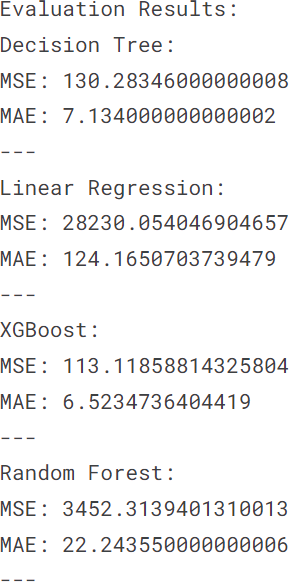 Evaluation Results:
Decision Tree:
MSE: 130.28346000000008
MAE: 7.134000000000002
---
Linear Regression:
MSE: 28230.054046904657
MAE: 124.1650703739479
---
XGBoost:
MSE: 113.11858814325804
MAE: 6.5234736404419
---
Random Forest:
MSE: 3452.3139401310013
MAE: 22.243550000000006
---